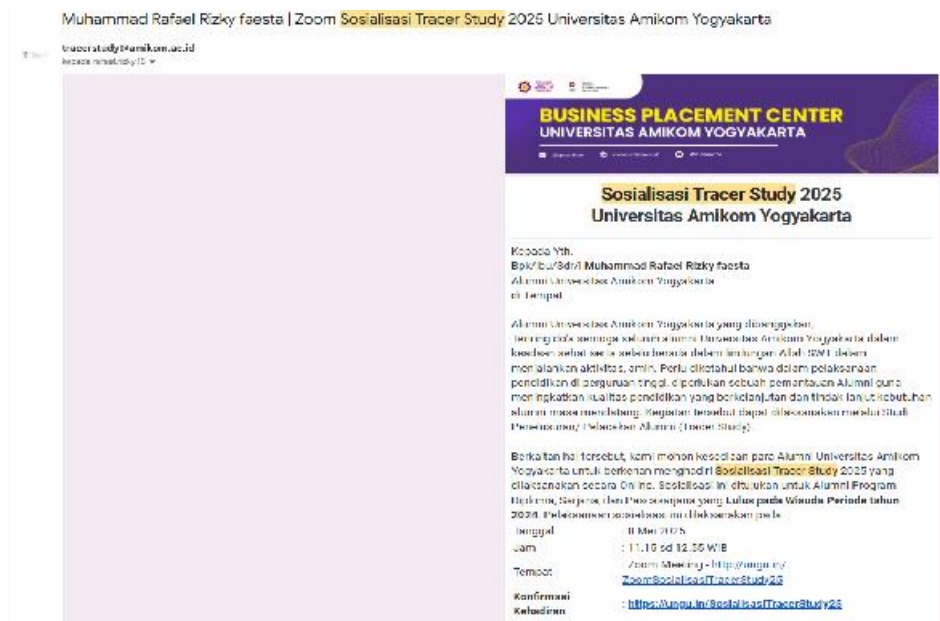 Muhammad Rafael Rizky faesta | Zoom Sosialisasi Tracer Study 2025 Universitas Amikom Yogyakarta
tracerstudy@amikom.ac.id
BUSINESS PLACEMENT CENTER
UNIVERSITAS AMIKOM YOGYAKARTA
Sosialisasi Tracer Study 2025
Universitas Amikom Yogyakarta
Kepada Yth.
Bpk/Ibu/Sdr/i Muhammad Rafael Rizky faesta
Alumni Universitas Amikom Yogyakarta
di Tempat
Alumni Universitas Amikom Yogyakarta yang dibanggakan,
Teriring do'a semoga seluruh alumni Universitas Amikom Yogyakarta dalam
keadaan sehat serta selalu berada dalam lindungan Allah SWT dalam
menjalankan aktivitas, amin. Perlu diketahui bahwa dalam pelaksanaan
pendidikan di perguruan tinggi, diperlukan sebuah pemantauan Alumni guna
meningkatkan kualitas pendidikan yang berkelanjutan dan tindak lanjut kebutuhan
alumni masa mendatang. Kegiatan tersebut dapat dilaksanakan melalui Studi
Penelusuran/ Pelacakan Alumni (Tracer Study).
Berkaitan hal tersebut, kami mohon kesediaan para Alumni Universitas Amikom
Yogyakarta untuk berkenan menghadiri Sosialisasi Tracer Study 2025 yang
dilaksanakan secara Online. Sosialisasi ini ditujukan untuk Alumni Program
Diploma, Sarjana, dan Pascasarjana yang Lulus pada Wisuda Periode tahun
2024. Pelaksanaan sosialisasi ini dilaksanakan pada
Tanggal : 8 Mei 2025
Jam : 11.15 sd 12.55 WIB
Tempat : Zoom Meeting - http://ungu.in/
ZoomSosialisasiTracerStudy25
Konfirmasi
Kehadiran : https://ungu.in/SosialisasiTracerStudy25